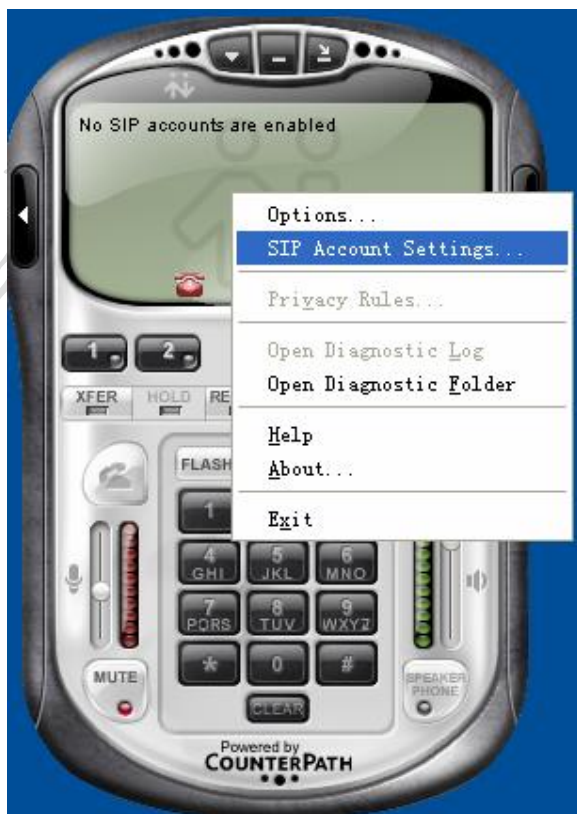 No SIP accounts are enabled
Options...
SIP Account Settings...
Privacy Rules...
Open Diagnostic Log
Open Diagnostic Folder
Help
About...
Exit
1 2
XFER HOLD RE
FLASH
1
4 5 6
GHI JKL MNO
7 8 9
PQRS TUV WXYZ
* 0 #
MUTE
SPEAKER
PHONE
CLEAR
Powered by
COUNTERPATH